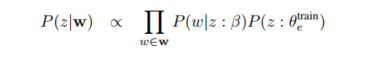 P(z|w) ∝ ∏_{w∈w} P(w|z : β)P(z : θ_e^{train})